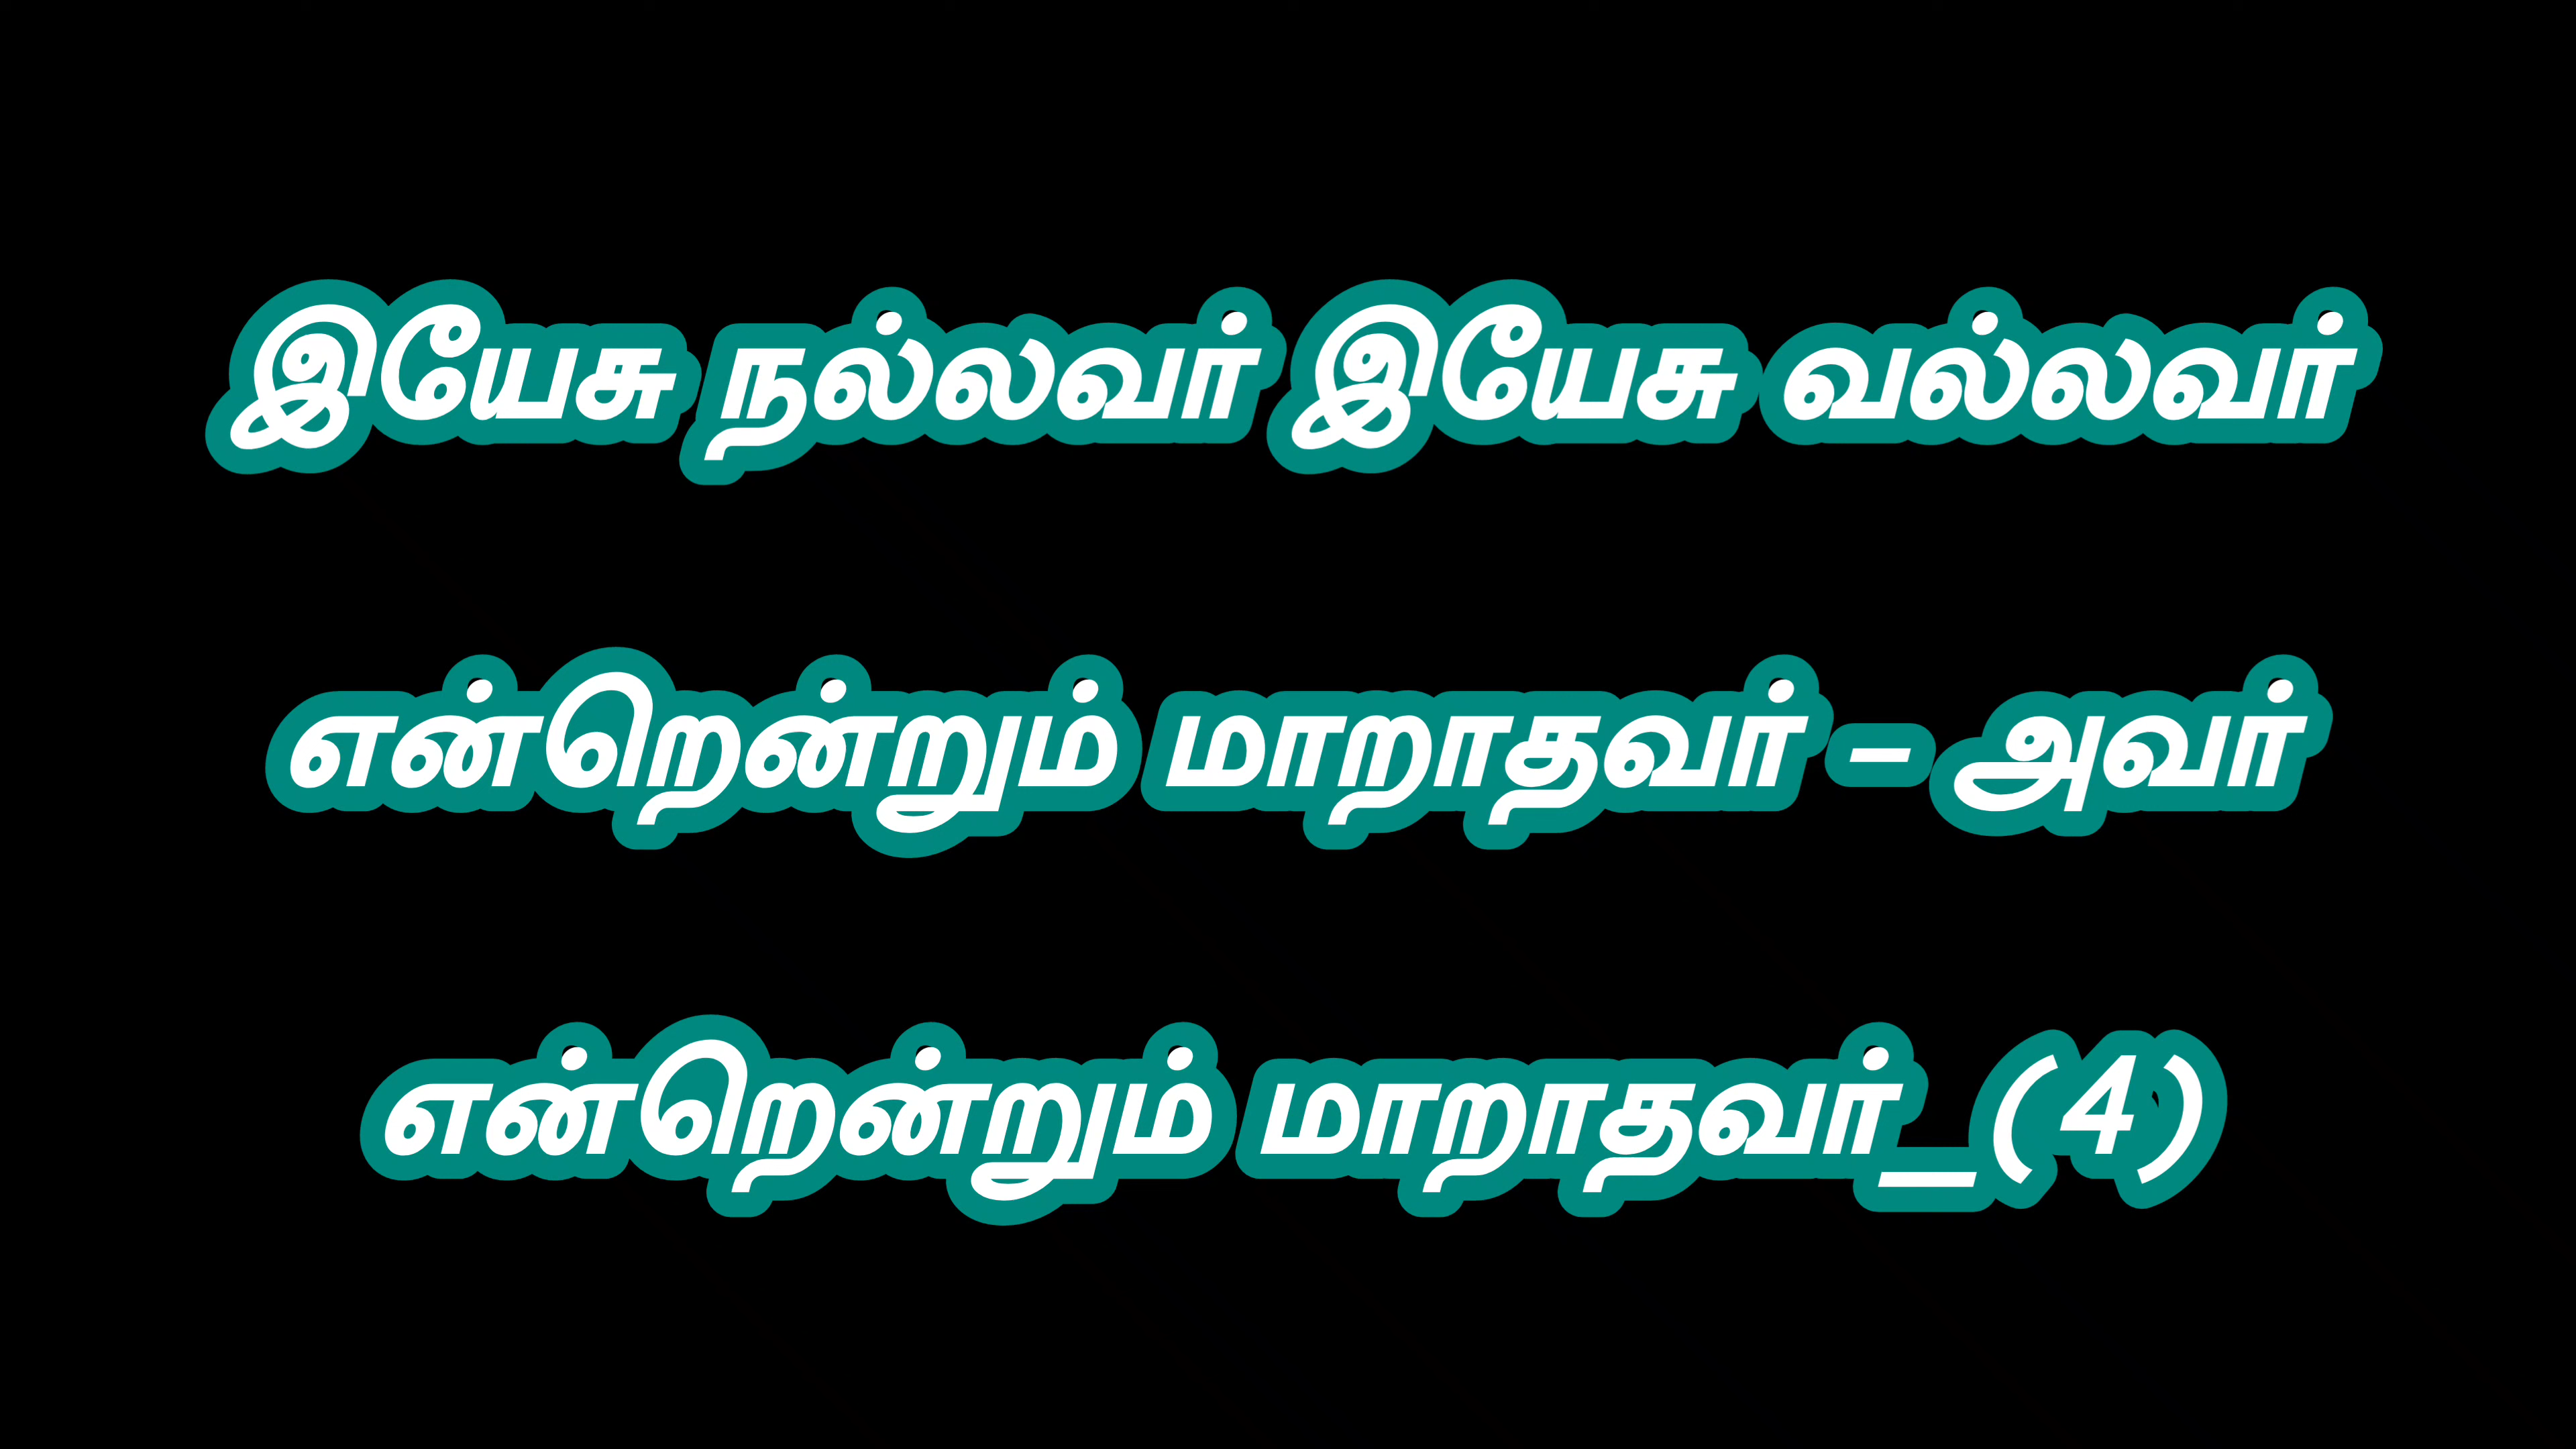 இயேசு நல்லவர் இயேசு வல்லவர்
என்றென்றும் மாறாதவர் – அவர்
என்றென்றும் மாறாதவர்_(4)